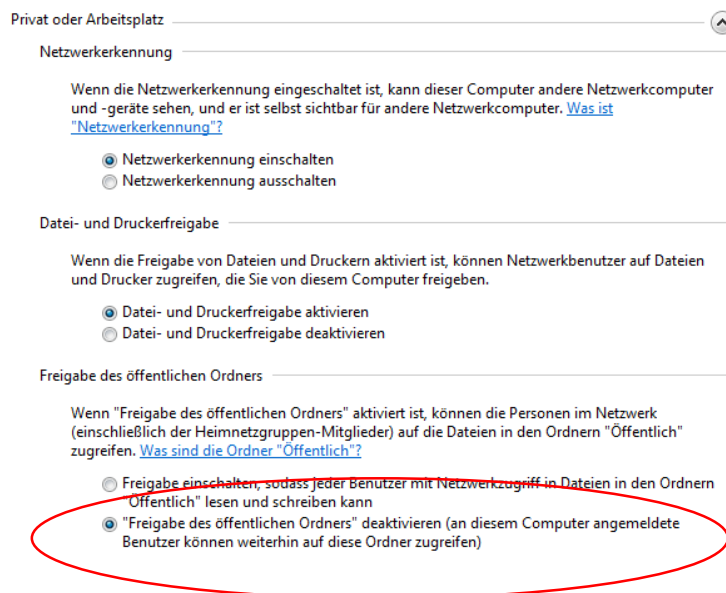 Privat oder Arbeitsplatz
Netzwerkerkennung
Wenn die Netzwerkerkennung eingeschaltet ist, kann dieser Computer andere Netzwerkcomputer
und -geräte sehen, und er ist selbst sichtbar für andere Netzwerkcomputer. Was ist
"Netzwerkerkennung"?
Netzwerkerkennung einschalten
Netzwerkerkennung ausschalten
Datei- und Druckerfreigabe
Wenn die Freigabe von Dateien und Druckern aktiviert ist, können Netzwerkbenutzer auf Dateien
und Drucker zugreifen, die Sie von diesem Computer freigeben.
Datei- und Druckerfreigabe aktivieren
Datei- und Druckerfreigabe deaktivieren
Freigabe des öffentlichen Ordners
Wenn "Freigabe des öffentlichen Ordners" aktiviert ist, können die Personen im Netzwerk
(einschließlich der Heimnetzgruppen-Mitglieder) auf die Dateien in den Ordnern "Öffentlich"
zugreifen. Was sind die Ordner "Öffentlich"?
Freigabe einschalten, sodass jeder Benutzer mit Netzwerkzugriff in Dateien in den Ordnern
"Öffentlich" lesen und schreiben kann
"Freigabe des öffentlichen Ordners" deaktivieren (an diesem Computer angemeldete
Benutzer können weiterhin auf diese Ordner zugreifen)